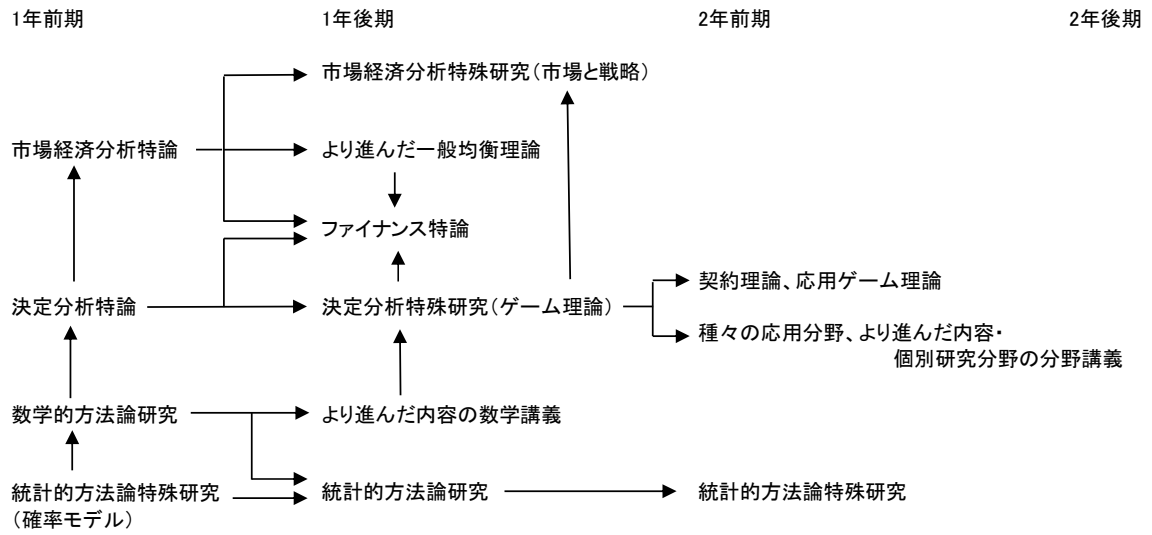 1年前期
1年後期
2年前期
2年後期
市場経済分析特殊研究（市場と戦略）
市場経済分析特論
より進んだ一般均衡理論
ファイナンス特論
決定分析特論
決定分析特殊研究（ゲーム理論）
契約理論、応用ゲーム理論
種々の応用分野、より進んだ内容・
個別研究分野の分野講義
数学的方法論研究
より進んだ内容の数学講義
統計的方法論特殊研究
（確率モデル）
統計的方法論研究
統計的方法論特殊研究